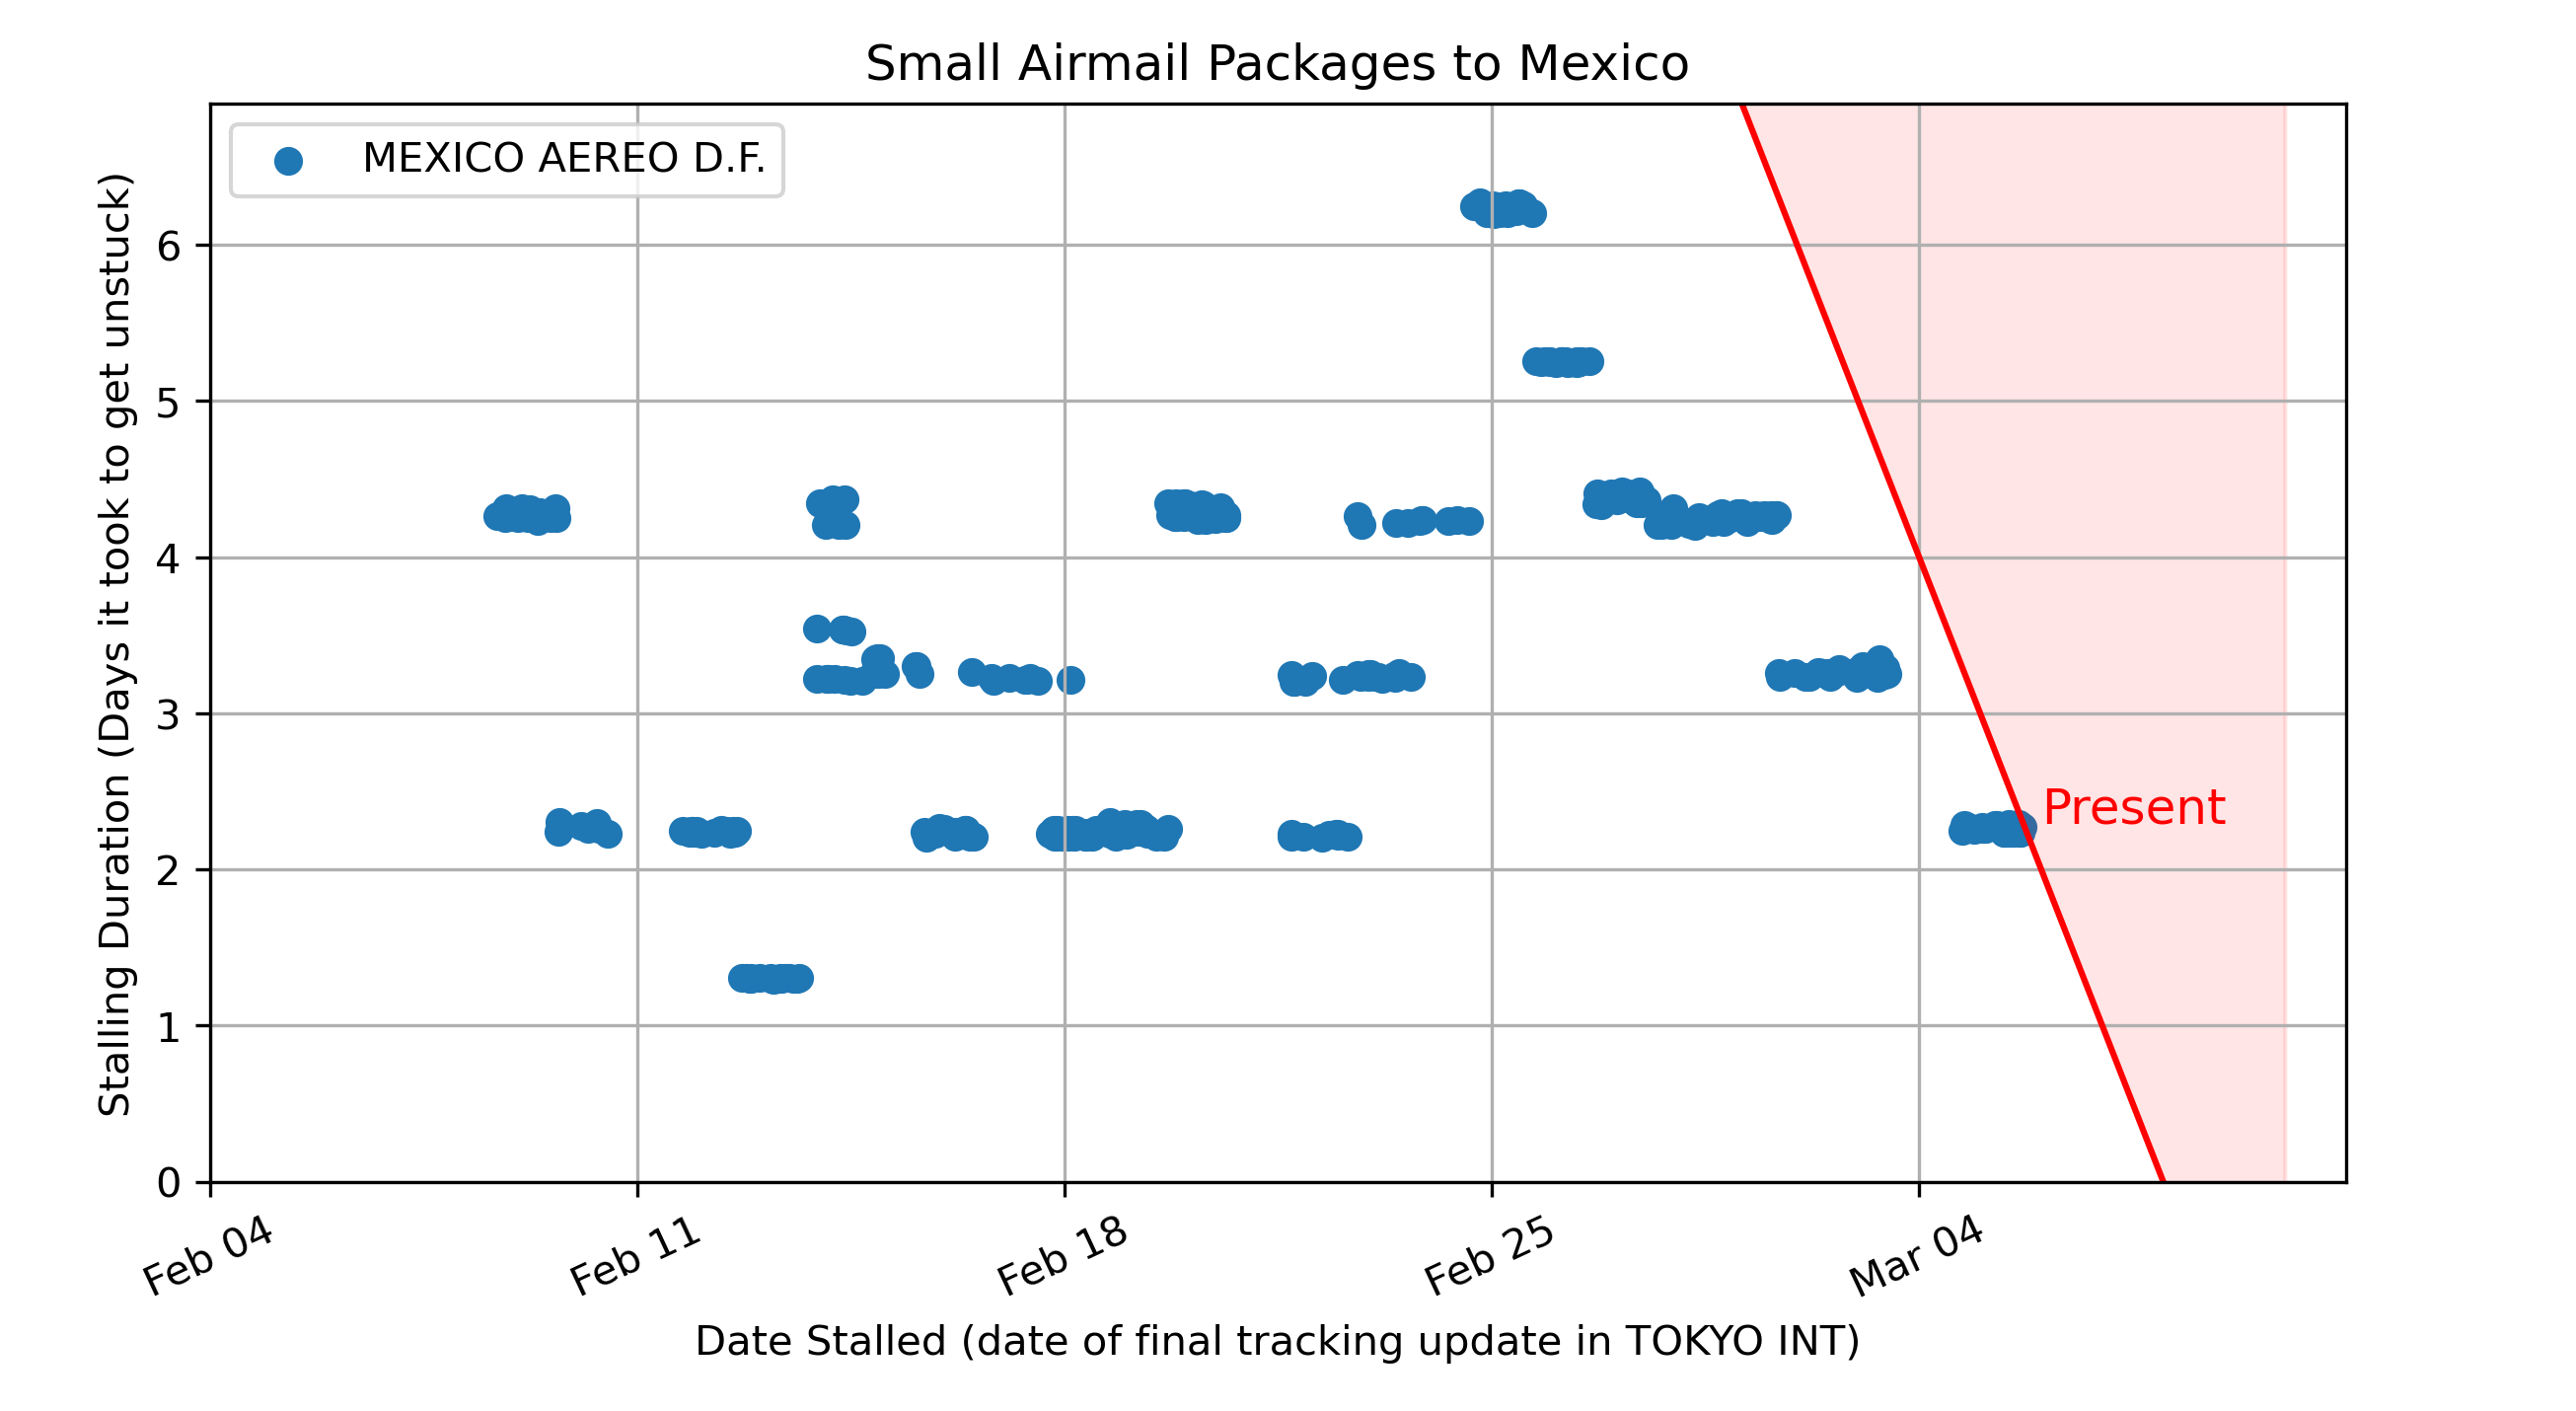 Small Airmail Packages to Mexico
MEXICO AEREO D.F.
Stalling Duration (Days it took to get unstuck)
6
5
4
3
2
1
0
Present
Feb 04
Feb 11
Feb 18
Feb 25
Mar 04
Date Stalled (date of final tracking update in TOKYO INT)